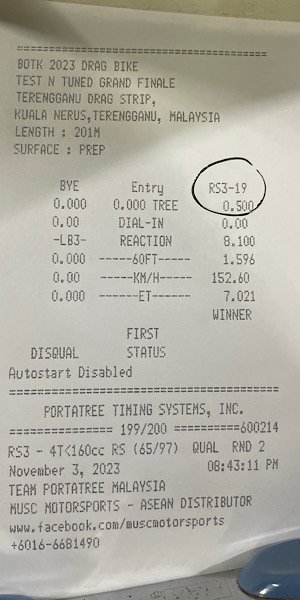 ==========================================
BOTK 2023 DRAG BIKE
TEST N TUNED GRAND FINALE
TERENGGANU DRAG STRIP,
KUALA NERUS,TERENGGANU, MALAYSIA
LENGTH : 201M
SURFACE : PREP
BYE Entry RS3-19
0.000 0.000 TREE 0.500
0.00 DIAL-IN 0.00
-LB3- REACTION 8.100
0.000 -----60FT----- 1.596
0.00 -----KM/H----- 152.60
0.000 ------ET------ 7.021
WINNER
FIRST
DISQUAL STATUS
Autostart Disabled
==========================================
PORTATREE TIMING SYSTEMS, INC.
================ 199/200 ==========600214
RS3 - 4T<160cc RS (65/97) QUAL RND 2
November 3, 2023 08:43:11 PM
TEAM PORTATREE MALAYSIA
MUSC MOTORSPORTS - ASEAN DISTRIBUTOR
www.facebook.com/muscmotorsports
+6016-6681490